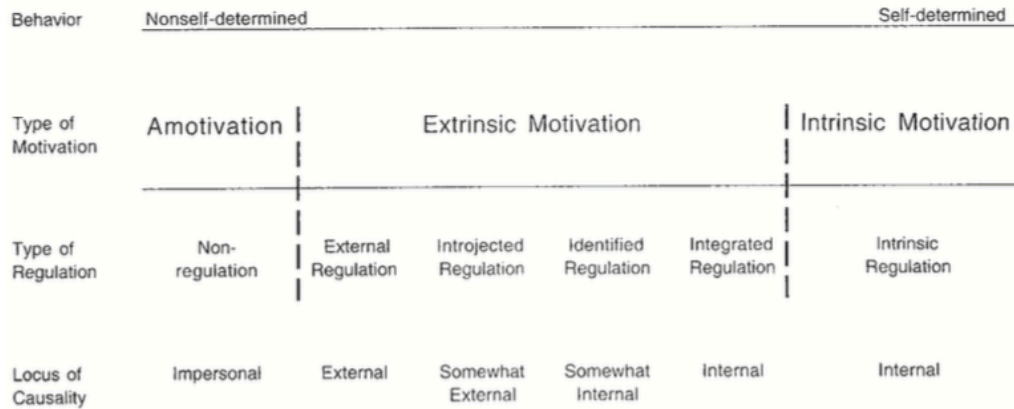 Behavior Nonself-determined Self-determined
Type of Motivation Amotivation Extrinsic Motivation Intrinsic Motivation
Type of Regulation Non-regulation External Regulation Introjected Regulation Identified Regulation Integrated Regulation Intrinsic Regulation
Locus of Causality Impersonal External Somewhat External Somewhat Internal Internal Internal